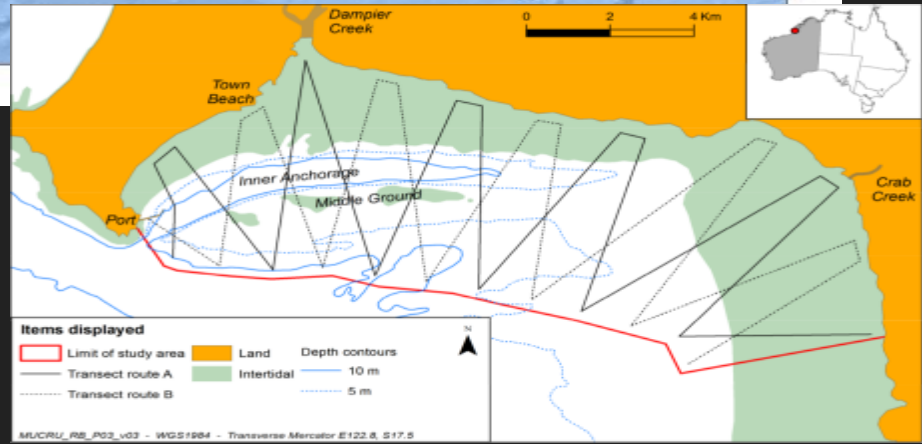 Dampier
Creek
0 2 4 Km
Town
Beach
Inner Anchorage
Middle Ground
Crab
Creek
Port
Items displayed
N
Limit of study area
Land
Depth contours
Transect route A
Intertidal
10 m
Transect route B
5 m
MUCRU_RB_P03_v03 - WGS1984 - Transverse Mercator E122.8, S17.5